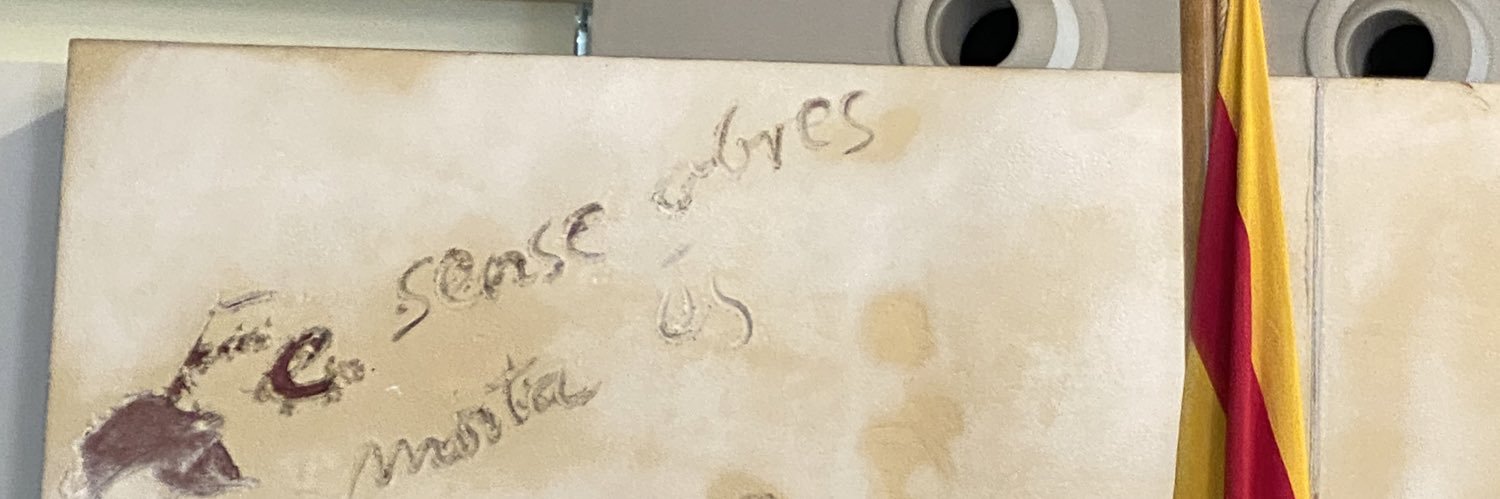 Fe sense obres
morta és